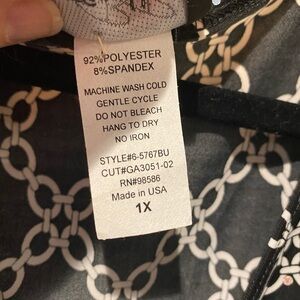 92%POLYESTER
8%SPANDEX
MACHINE WASH COLD
GENTLE CYCLE
DO NOT BLEACH
HANG TO DRY
NO IRON
STYLE#6-5767BU
CUT#GA3051-02
RN#98586
Made in USA
1X